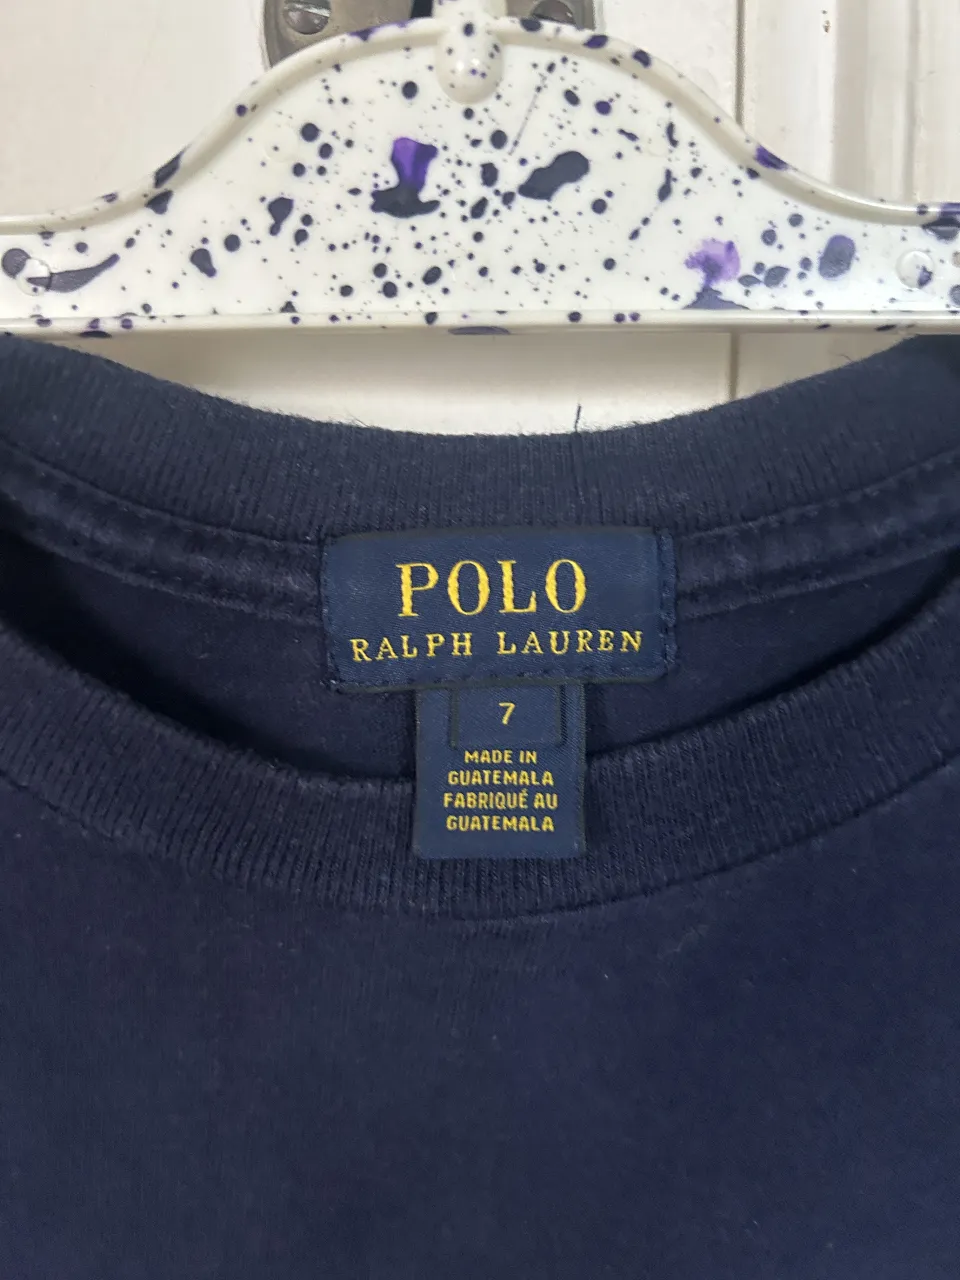 POLO
RALPH LAUREN
7
MADE IN
GUATEMALA
FABRIQUÉ AU
GUATEMALA